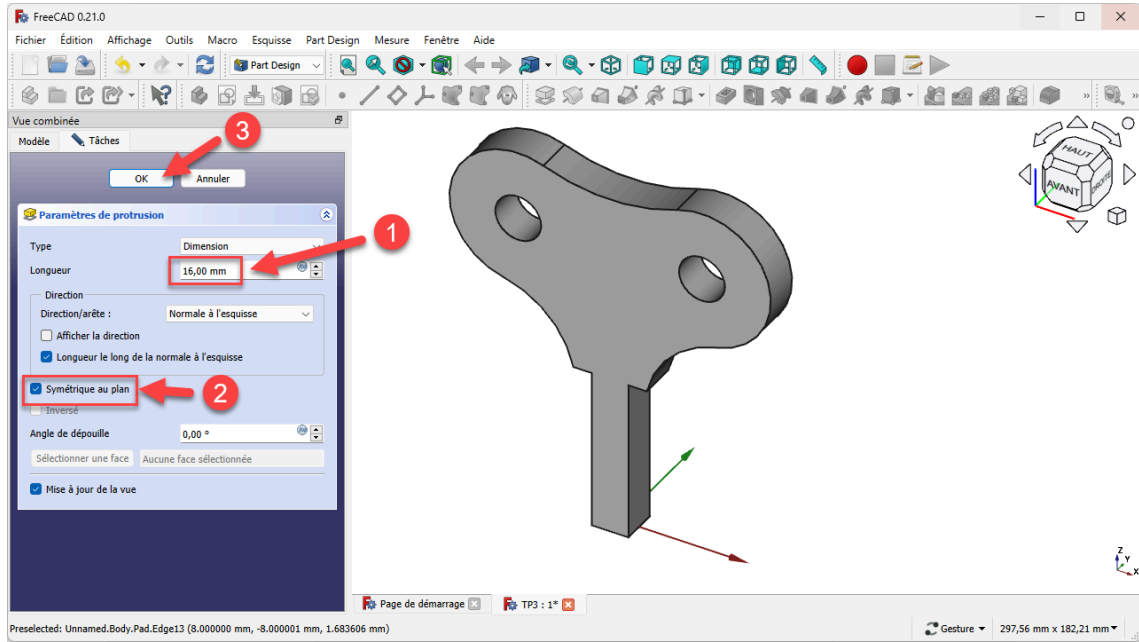 FreeCAD 0.21.0
Fichier Édition Affichage Outils Macro Esquisse Part Design Mesure Fenêtre Aide
Part Design
Vue combinée
Modèle Tâches
3
OK Annuler
Paramètres de protrusion
1
Type Dimension
Longueur 16,00 mm
Direction
Direction/arête : Normale à l'esquisse
Afficher la direction
Longueur le long de la normale à l'esquisse
Symétrique au plan
2
Inversé
Angle de dépouille 0,00 °
Sélectionner une face Aucune face sélectionnée
Mise à jour de la vue
HAUT
AVANT
DROITE
Z
Y
X
Page de démarrage TP3 : 1*
Preselected: Unnamed.Body.Pad.Edge13 (8.000000 mm, -8.000001 mm, 1.683606 mm) Gesture 297,56 mm x 182,21 mm